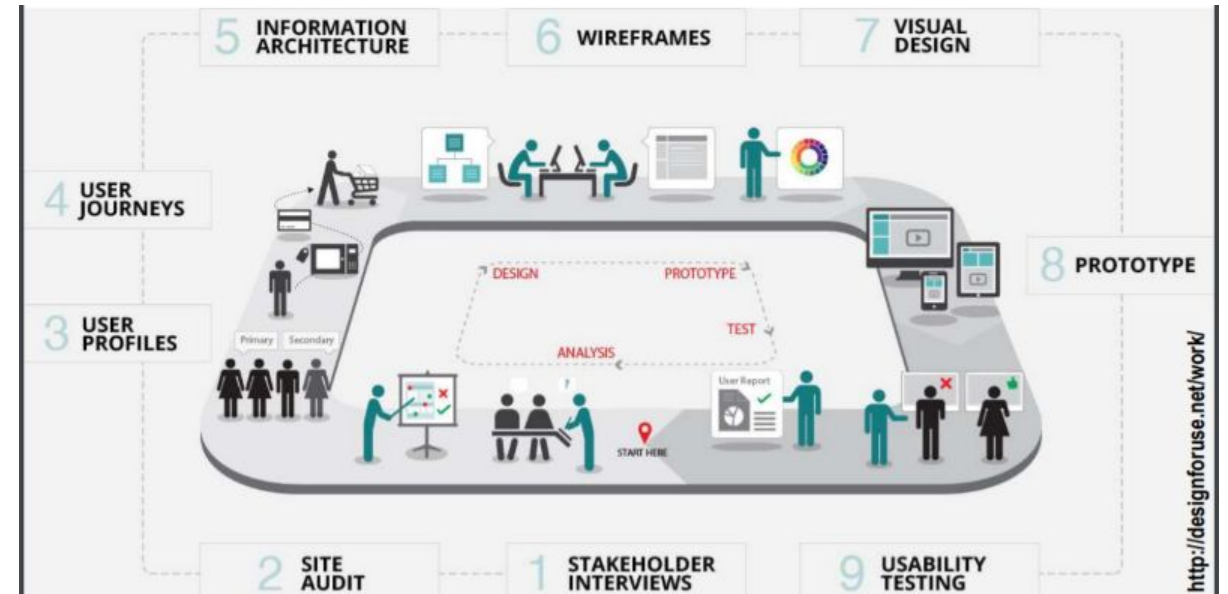 5 INFORMATION
ARCHITECTURE
6 WIREFRAMES
7 VISUAL
DESIGN
4 USER
JOURNEYS
8 PROTOTYPE
3 USER
PROFILES
DESIGN
PROTOTYPE
TEST
ANALYSIS
Primary
Secondary
User Report
?
START HERE
2 SITE
AUDIT
1 STAKEHOLDER
INTERVIEWS
9 USABILITY
TESTING
http://designforuse.net/work/